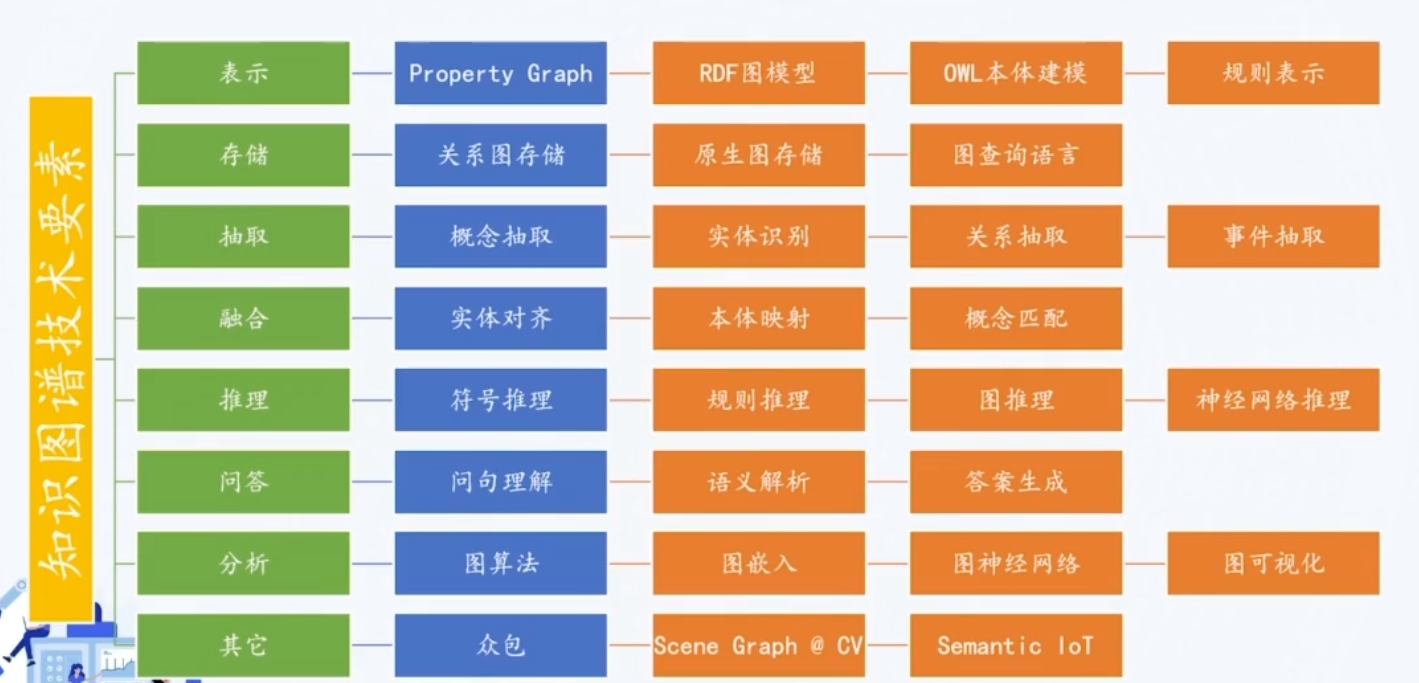 知识图谱技术要素
表示 Property Graph RDF图模型 OWL本体建模 规则表示
存储 关系图存储 原生图存储 图查询语言
抽取 概念抽取 实体识别 关系抽取 事件抽取
融合 实体对齐 本体映射 概念匹配
推理 符号推理 规则推理 图推理 神经网络推理
问答 问句理解 语义解析 答案生成
分析 图算法 图嵌入 图神经网络 图可视化
其它 众包 Scene Graph @ CV Semantic IoT